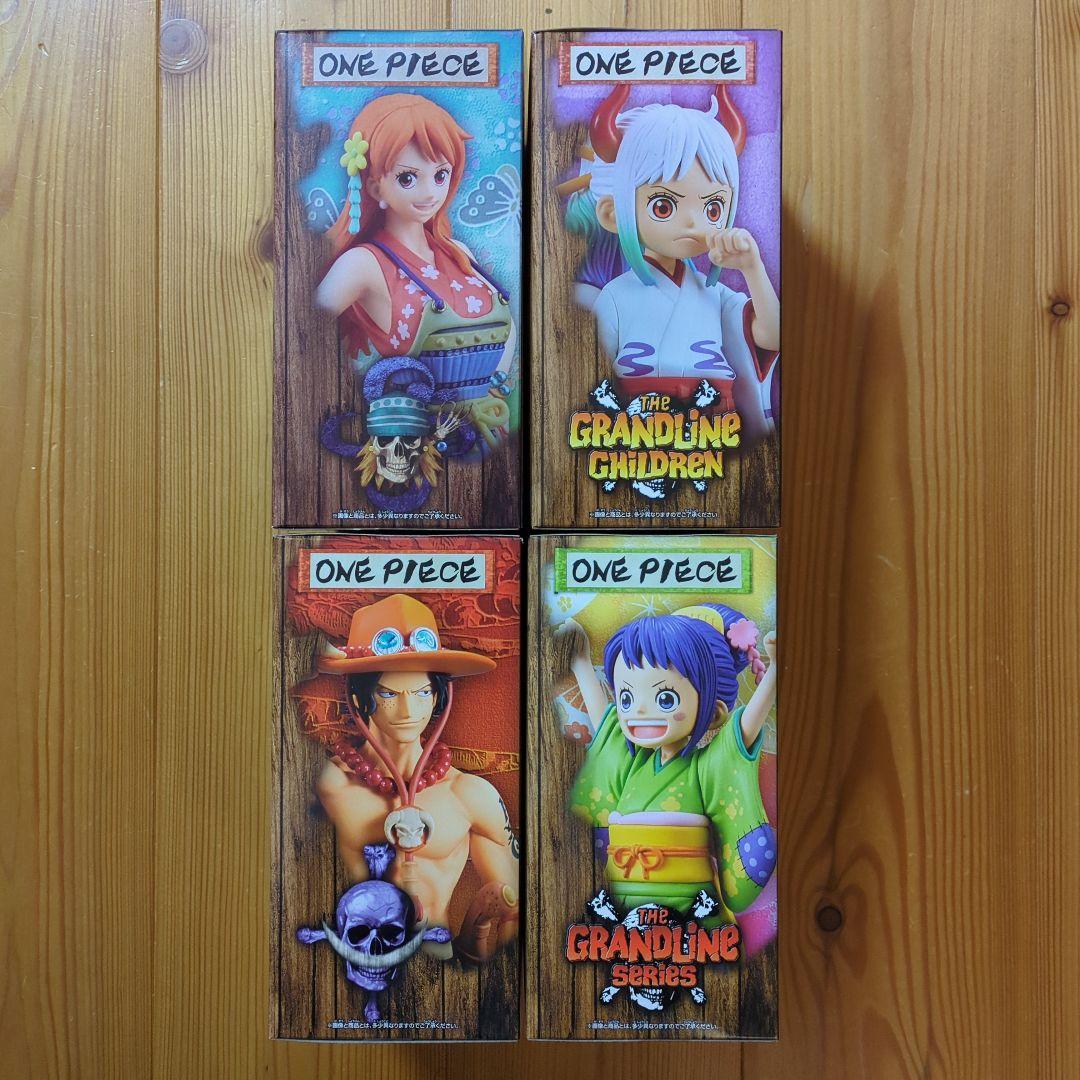 ONE PIECE
※画像と商品とは、多少異なりますのでご了承ください。
ONE PIECE
THE
GRANDLINE
CHILDREN
※画像と商品とは、多少異なりますのでご了承ください。
ONE PIECE
※画像と商品とは、多少異なりますのでご了承ください。
ONE PIECE
THE
GRANDLINE
SERIES
※画像と商品とは、多少異なりますのでご了承ください。